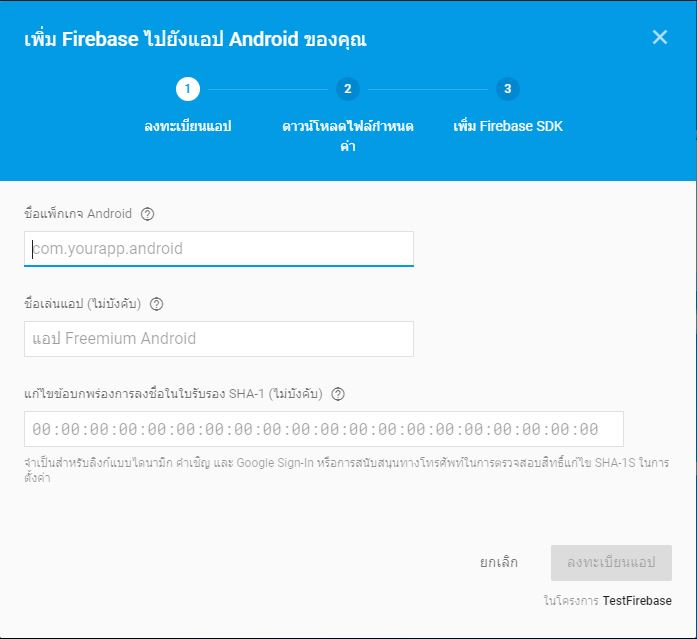 เพิ่ม Firebase ไปยังแอป Android ของคุณ
1
2
3
ลงทะเบียนแอป
ดาวน์โหลดไฟล์กำหนด
ค่า
เพิ่ม Firebase SDK
ชื่อแพ็กเกจ Android ?
com.yourapp.android
ชื่อเล่นแอป (ไม่บังคับ) ?
แอป Freemium Android
แก้ไขข้อบกพร่องการลงชื่อในใบรับรอง SHA-1 (ไม่บังคับ) ?
00:00:00:00:00:00:00:00:00:00:00:00:00:00:00:00:00:00:00:00
จำเป็นสำหรับลิงก์แบบไดนามิก คำเชิญ และ Google Sign-In หรือการสนับสนุนทางโทรศัพท์ในการตรวจสอบสิทธิ์แก้ไข SHA-1S ในการ
ตั้งค่า
ยกเลิก
ลงทะเบียนแอป
ในโครงการ TestFirebase